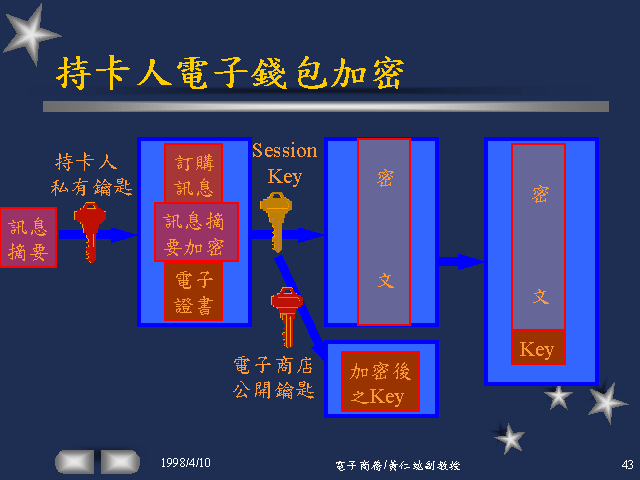 持卡人電子錢包加密
持卡人
私有鑰匙
訊息
摘要
訂購
訊息
訊息摘
要加密
電子
證書
Session
Key
密
文
電子商店
公開鑰匙
加密後
之Key
密
文
Key
1998/4/10
電子商務/黃仁竑副教授
43